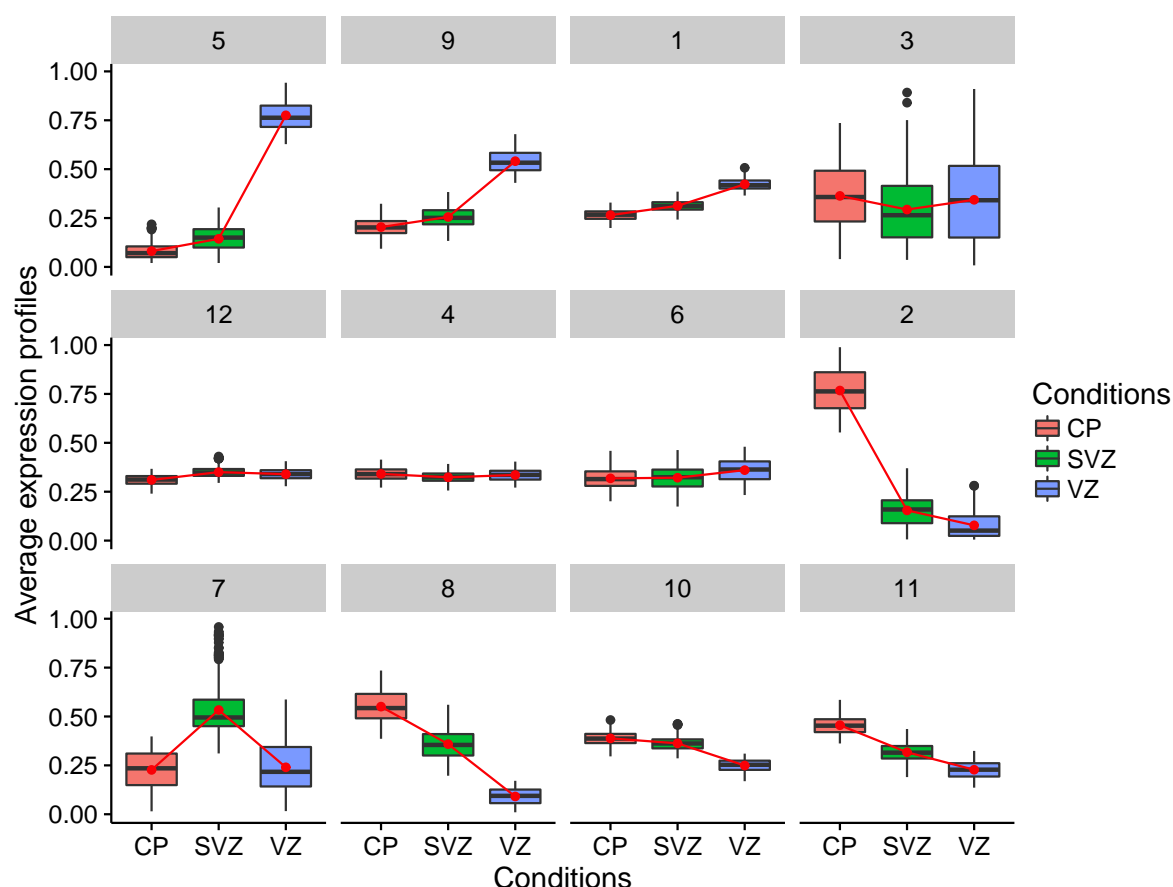 5 9 1 3
1.00
0.75
0.50
0.25
0.00
12 4 6 2
1.00
0.75
0.50
0.25
0.00
7 8 10 11
1.00
0.75
0.50
0.25
0.00
CP SVZ VZ CP SVZ VZ CP SVZ VZ CP SVZ VZ
Conditions
Average expression profiles
Conditions
CP
SVZ
VZ